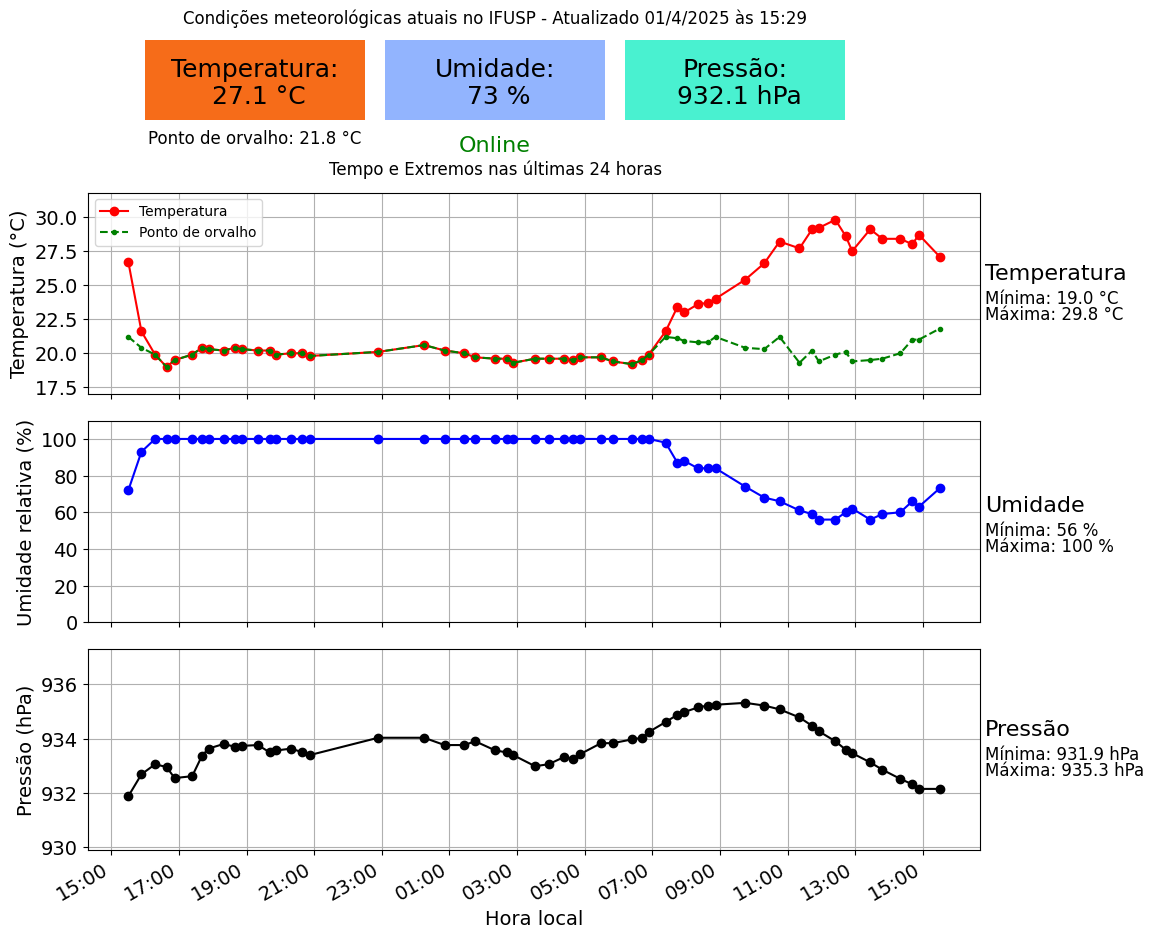 Condições meteorológicas atuais no IFUSP - Atualizado 01/4/2025 às 15:29
Temperatura:
27.1 °C
Umidade:
73 %
Pressão:
932.1 hPa
Ponto de orvalho: 21.8 °C
Online
Tempo e Extremos nas últimas 24 horas
Temperatura (°C)
30.0
27.5
25.0
22.5
20.0
17.5
Temperatura
Ponto de orvalho
Temperatura
Mínima: 19.0 °C
Máxima: 29.8 °C
Umidade relativa (%)
100
80
60
40
20
0
Umidade
Mínima: 56 %
Máxima: 100 %
Pressão (hPa)
936
934
932
930
Pressão
Mínima: 931.9 hPa
Máxima: 935.3 hPa
15:00
17:00
19:00
21:00
23:00
01:00
03:00
05:00
07:00
09:00
11:00
13:00
15:00
Hora local